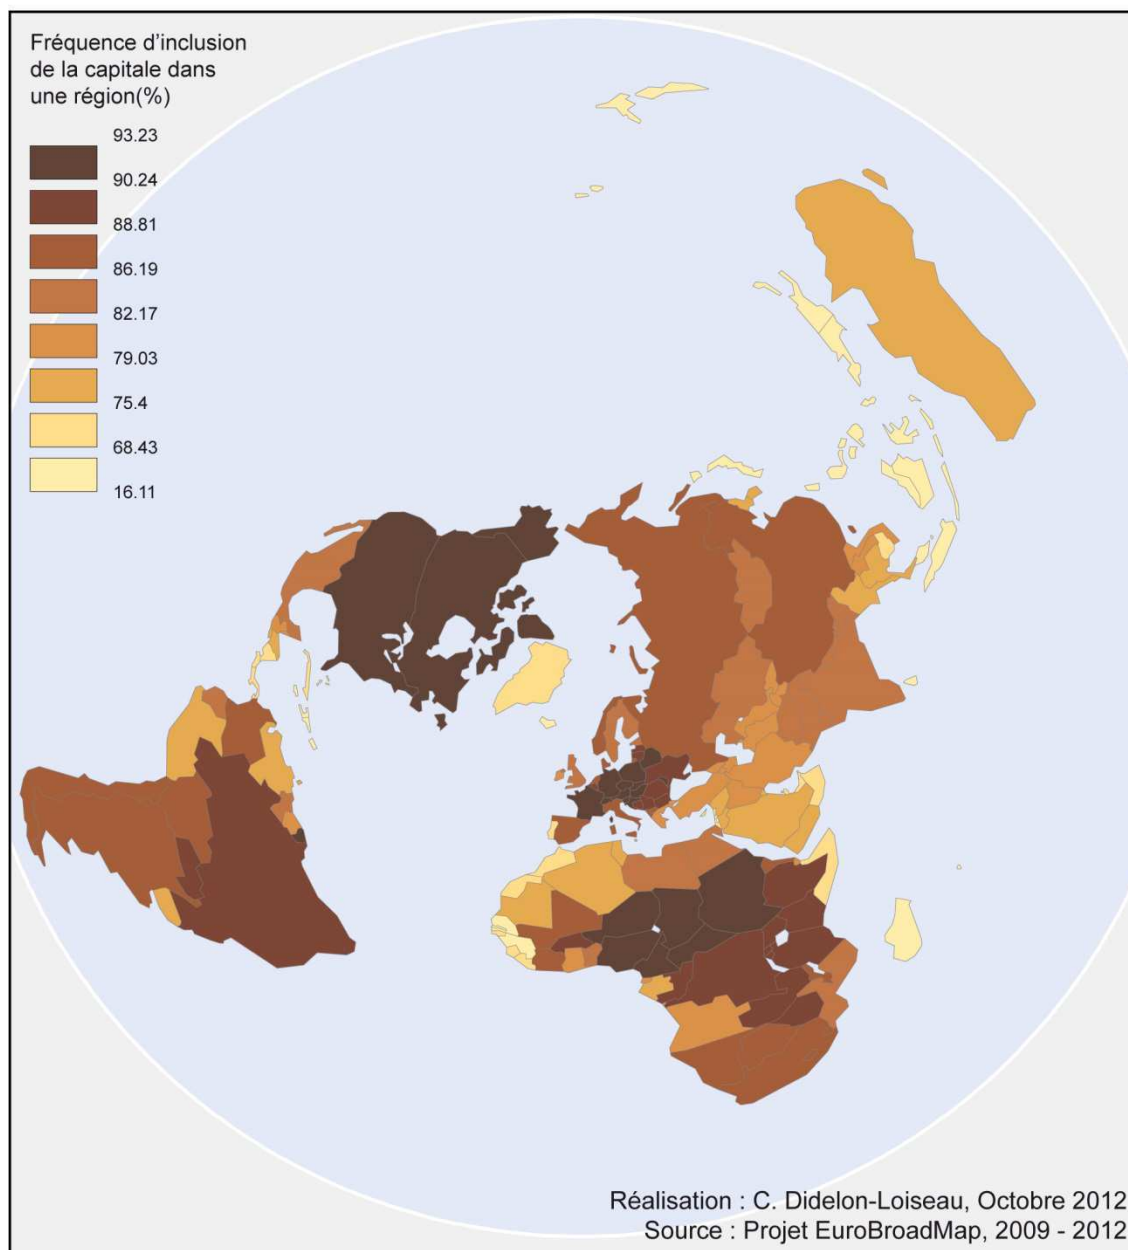 Fréquence d’inclusion
de la capitale dans
une région(%)
93.23
90.24
88.81
86.19
82.17
79.03
75.4
68.43
16.11
Réalisation : C. Didelon-Loiseau, Octobre 2012
Source : Projet EuroBroadMap, 2009 - 2012